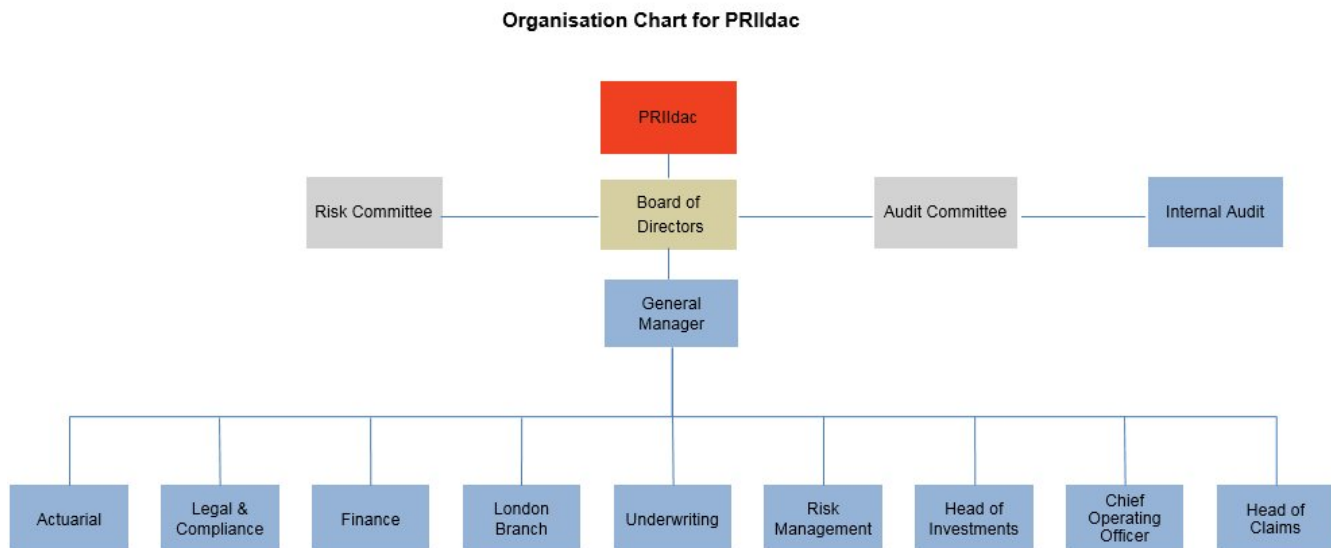 Organisation Chart for PRIIdac
PRIIdac
Risk Committee
Board of
Directors
Audit Committee
Internal Audit
General
Manager
Actuarial
Legal &
Compliance
Finance
London
Branch
Underwriting
Risk
Management
Head of
Investments
Chief
Operating
Officer
Head of
Claims